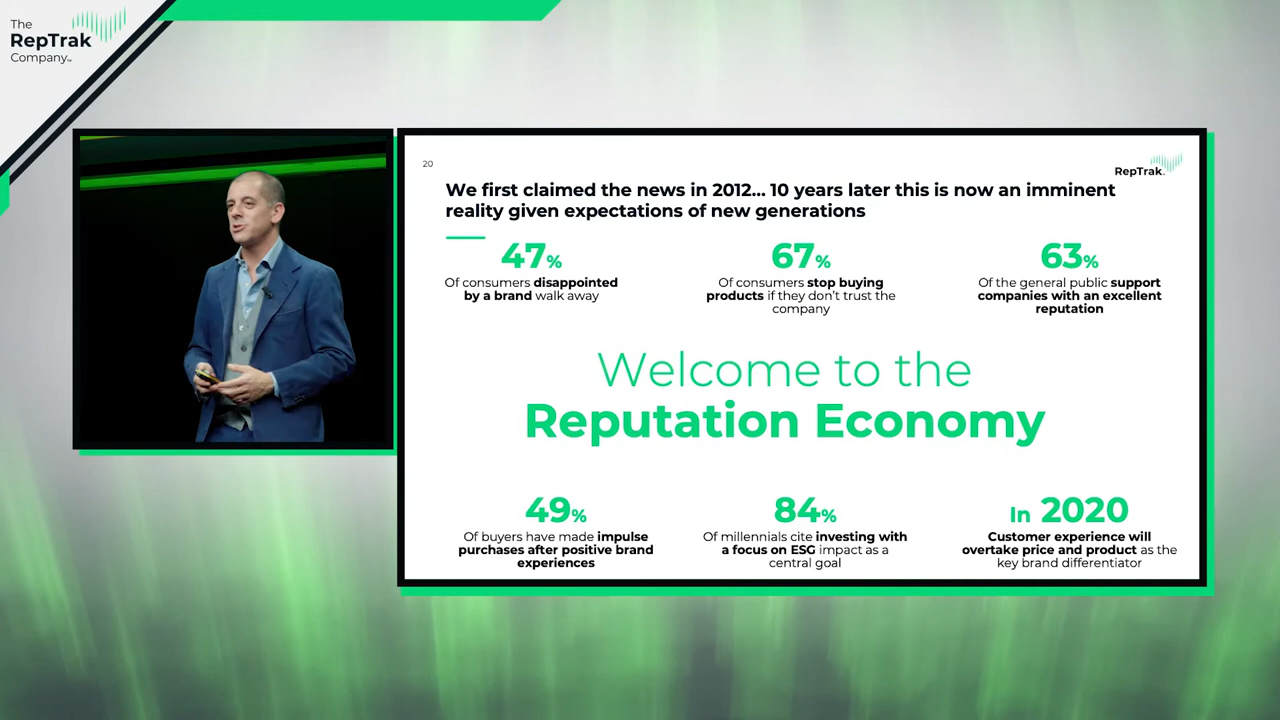 The
RepTrak
Company™
20
RepTrak™
We first claimed the news in 2012... 10 years later this is now an imminent
reality given expectations of new generations
47%
Of consumers disappointed
by a brand walk away
67%
Of consumers stop buying
products if they don’t trust the
company
63%
Of the general public support
companies with an excellent
reputation
Welcome to the
Reputation Economy
49%
Of buyers have made impulse
purchases after positive brand
experiences
84%
Of millennials cite investing with
a focus on ESG impact as a
central goal
In 2020
Customer experience will
overtake price and product as the
key brand differentiator